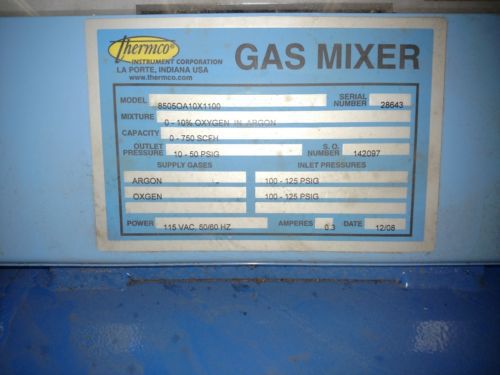 Thermco®
INSTRUMENT CORPORATION
LA PORTE, INDIANA USA
www.thermco.com
GAS MIXER
MODEL 8505OA10X1100 SERIAL NUMBER 28643
MIXTURE 0 - 10% OXYGEN IN ARGON
CAPACITY 0 - 750 SCFH
OUTLET PRESSURE 10 - 50 PSIG S. O. NUMBER 142097
SUPPLY GASES INLET PRESSURES
ARGON 100 - 125 PSIG
OXGEN 100 - 125 PSIG
POWER 115 VAC, 50/60 HZ AMPERES 0.3 DATE 12/08